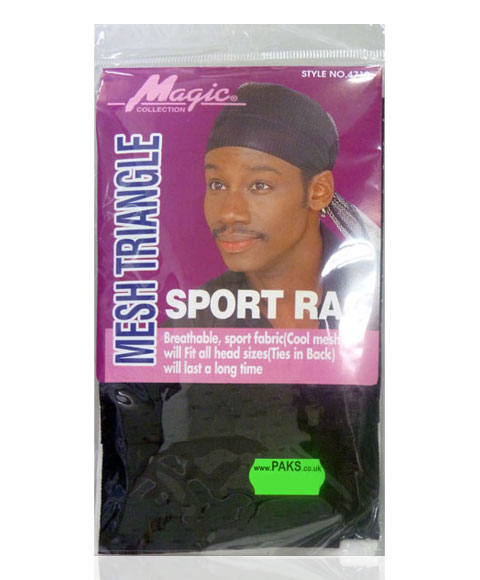 STYLE NO.
Magic®
COLLECTION
MESH TRIANGLE
SPORT RAG
Breathable, sport fabric(Cool mesh
will Fit all head sizes(Ties in Back)
will last a long time
www.PAKS.co.uk